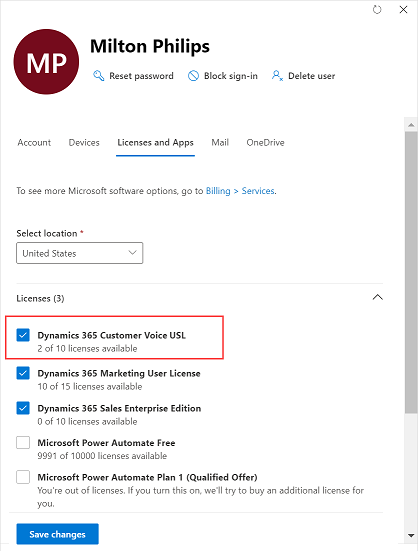 MP
Milton Philips
Reset password
Block sign-in
Delete user
Account
Devices
Licenses and Apps
Mail
OneDrive
To see more Microsoft software options, go to Billing > Services.
Select location *
United States
Licenses (3)
Dynamics 365 Customer Voice USL
2 of 10 licenses available
Dynamics 365 Marketing User License
10 of 15 licenses available
Dynamics 365 Sales Enterprise Edition
0 of 10 licenses available
Microsoft Power Automate Free
9991 of 10000 licenses available
Microsoft Power Automate Plan 1 (Qualified Offer)
You're out of licenses. If you turn this on, we'll try to buy an additional license for
you.
Save changes